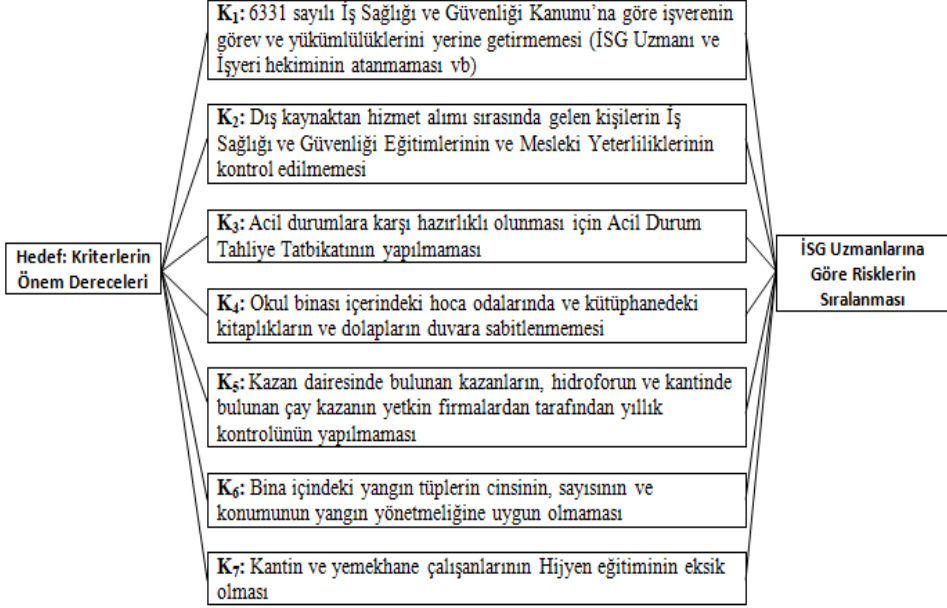 Hedef: Kriterlerin
Önem Dereceleri
K1: 6331 sayılı İş Sağlığı ve Güvenliği Kanunu’na göre işverenin
görev ve yükümlülüklerini yerine getirmemesi (İSG Uzmanı ve
İşyeri hekiminin atanmaması vb)
K2: Dış kaynaktan hizmet alımı sırasında gelen kişilerin İş
Sağlığı ve Güvenliği Eğitimlerinin ve Mesleki Yeterliliklerinin
kontrol edilmemesi
K3: Acil durumlara karşı hazırlıklı olunması için Acil Durum
Tahliye Tatbikatının yapılmaması
K4: Okul binası içerindeki hoca odalarında ve kütüphanedeki
kitaplıkların ve dolapların duvara sabitlenmemesi
K5: Kazan dairesinde bulunan kazanların, hidroforun ve kantinde
bulunan çay kazanın yetkin firmalardan tarafından yıllık
kontrolünün yapılmaması
K6: Bina içindeki yangın tüplerin cinsinin, sayısının ve
konumunun yangın yönetmeliğine uygun olmaması
K7: Kantin ve yemekhane çalışanlarının Hijyen eğitiminin eksik
olması
İSG Uzmanlarına
Göre Risklerin
Sıralanması